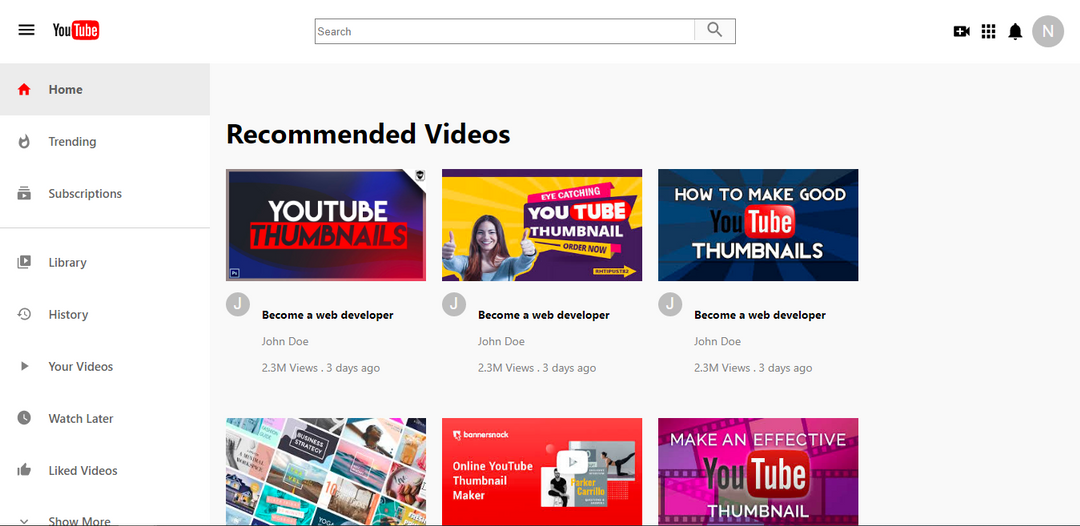 YouTube
Search
N
Home
Trending
Subscriptions
Library
History
Your Videos
Watch Later
Liked Videos
Show More
Recommended Videos
YOUTUBE
THUMBNAILS
Ps
J
Become a web developer
John Doe
2.3M Views . 3 days ago
EYE CATCHING
YOUTUBE
THUMBNAIL
ORDER NOW
RHTIPUSTX2
J
Become a web developer
John Doe
2.3M Views . 3 days ago
HOW TO MAKE GOOD
YouTube
THUMBNAILS
J
Become a web developer
John Doe
2.3M Views . 3 days ago
BUSINESS
STRATEGY
bannersnack
Online YouTube
Thumbnail
Maker
Parker
Carrillo
MAKE AN EFFECTIVE
YouTube
THUMBNAIL